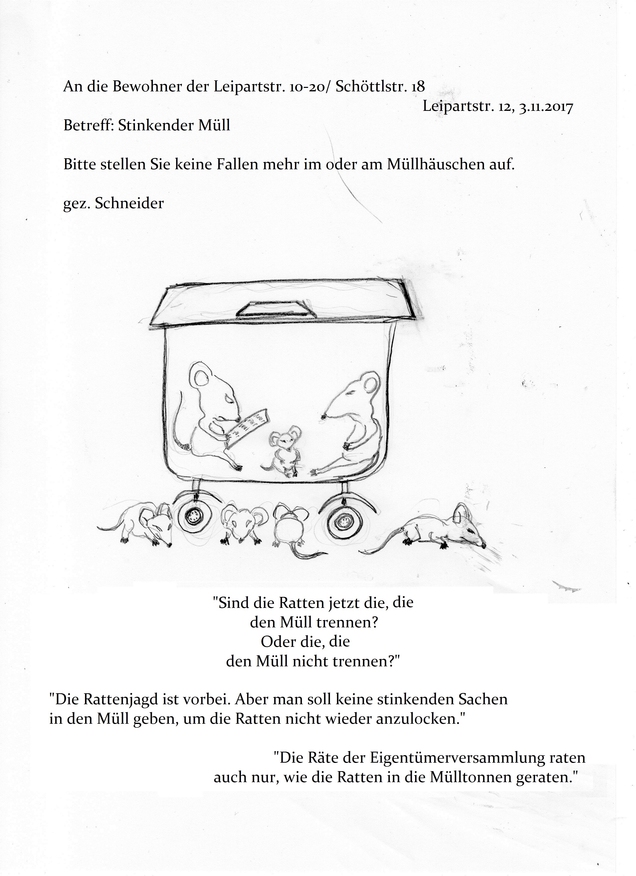 An die Bewohner der Leipartstr. 10-20/ Schöttlstr. 18
Leipartstr. 12, 3.11.2017
Betreff: Stinkender Müll
Bitte stellen Sie keine Fallen mehr im oder am Müllhäuschen auf.
gez. Schneider
"Sind die Ratten jetzt die, die
den Müll trennen?
Oder die, die
den Müll nicht trennen?"
"Die Rattenjagd ist vorbei. Aber man soll keine stinkenden Sachen
in den Müll geben, um die Ratten nicht wieder anzulocken."
"Die Räte der Eigentümerversammlung raten
auch nur, wie die Ratten in die Mülltonnen geraten."